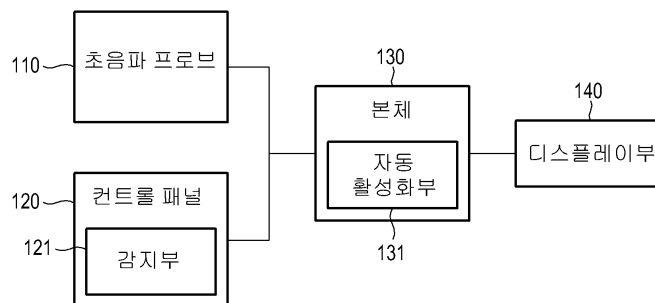 110
초음파 프로브
120
컨트롤 패널
121
감지부
130
본체
자동
활성화부
131
140
디스플레이부